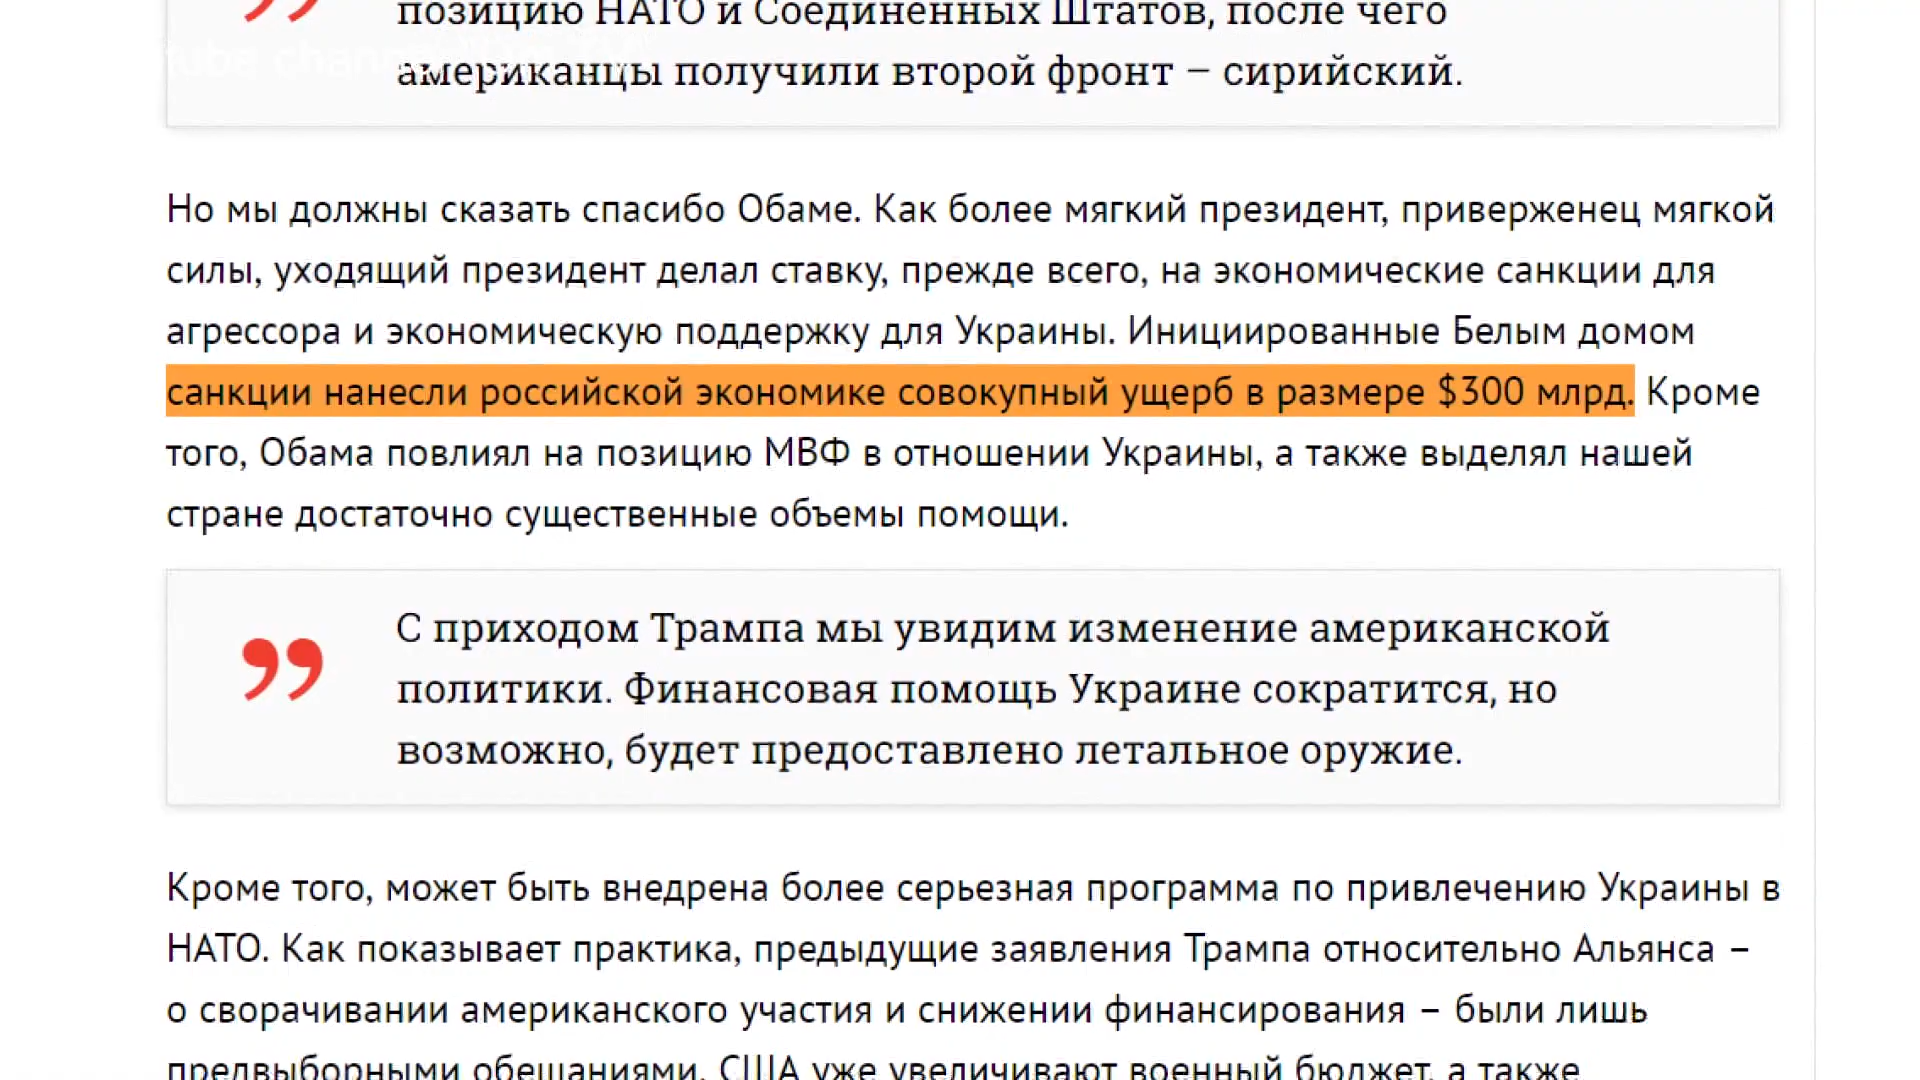 позицию НАТО и Соединенных Штатов, после чего
американцы получили второй фронт – сирийский.
Но мы должны сказать спасибо Обаме. Как более мягкий президент, приверженец мягкой
силы, уходящий президент делал ставку, прежде всего, на экономические санкции для
агрессора и экономическую поддержку для Украины. Инициированные Белым домом
санкции нанесли российской экономике совокупный ущерб в размере $300 млрд. Кроме
того, Обама повлиял на позицию МВФ в отношении Украины, а также выделял нашей
стране достаточно существенные объемы помощи.
С приходом Трампа мы увидим изменение американской
политики. Финансовая помощь Украине сократится, но
возможно, будет предоставлено летальное оружие.
Кроме того, может быть внедрена более серьезная программа по привлечению Украины в
НАТО. Как показывает практика, предыдущие заявления Трампа относительно Альянса –
о сворачивании американского участия и снижении финансирования – были лишь
предвыборными обещаниями. США уже увеличивают военный бюджет, а также